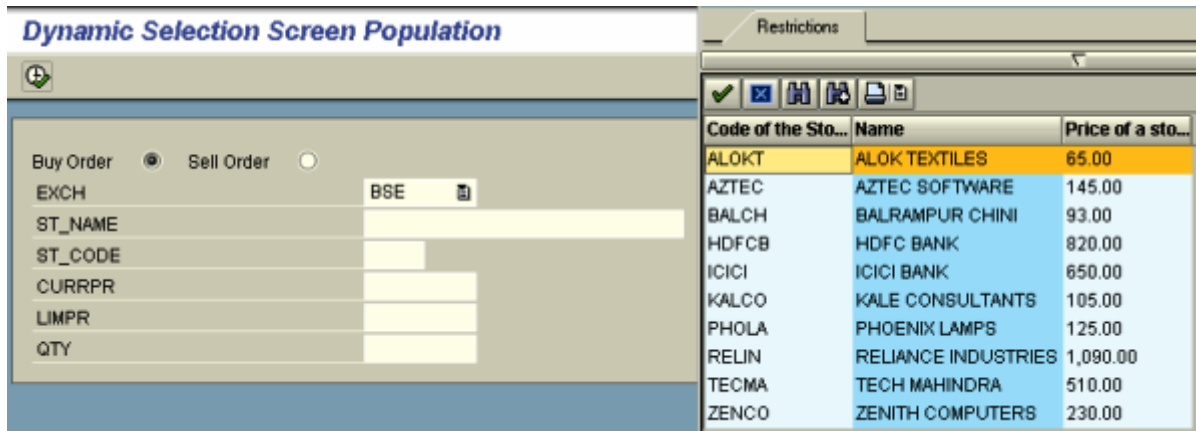 Dynamic Selection Screen Population
Buy Order Sell Order
EXCH BSE
ST_NAME
ST_CODE
CURRPR
LIMPR
QTY
Restrictions
Code of the Sto... Name Price of a sto...
ALOKT ALOK TEXTILES 65.00
AZTEC AZTEC SOFTWARE 145.00
BALCH BALRAMPUR CHINI 93.00
HDFCB HDFC BANK 820.00
ICICI ICICI BANK 650.00
KALCO KALE CONSULTANTS 105.00
PHOLA PHOENIX LAMPS 125.00
RELIN RELIANCE INDUSTRIES 1,090.00
TECMA TECH MAHINDRA 510.00
ZENCO ZENITH COMPUTERS 230.00